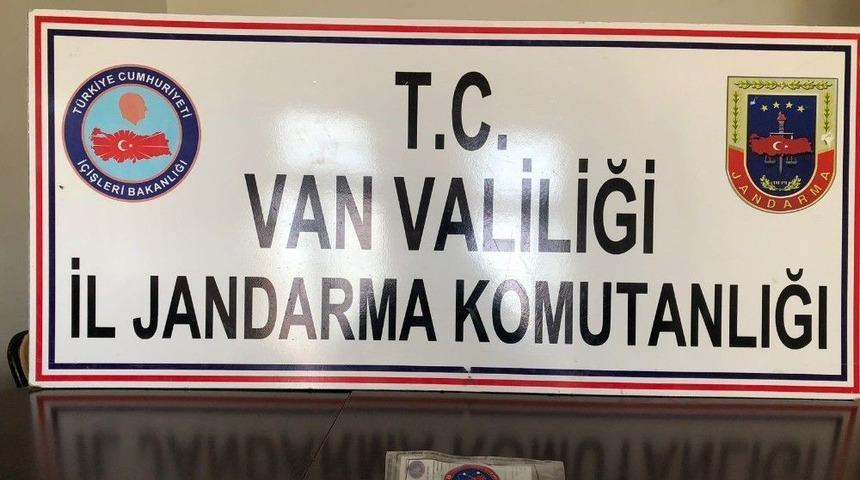 TÜRKİYE CUMHURİYETİ
İÇİŞLERİ BAKANLIĞI
T.C.
VAN VALİLİĞİ
İL JANDARMA KOMUTANLIĞI
JANDARMA